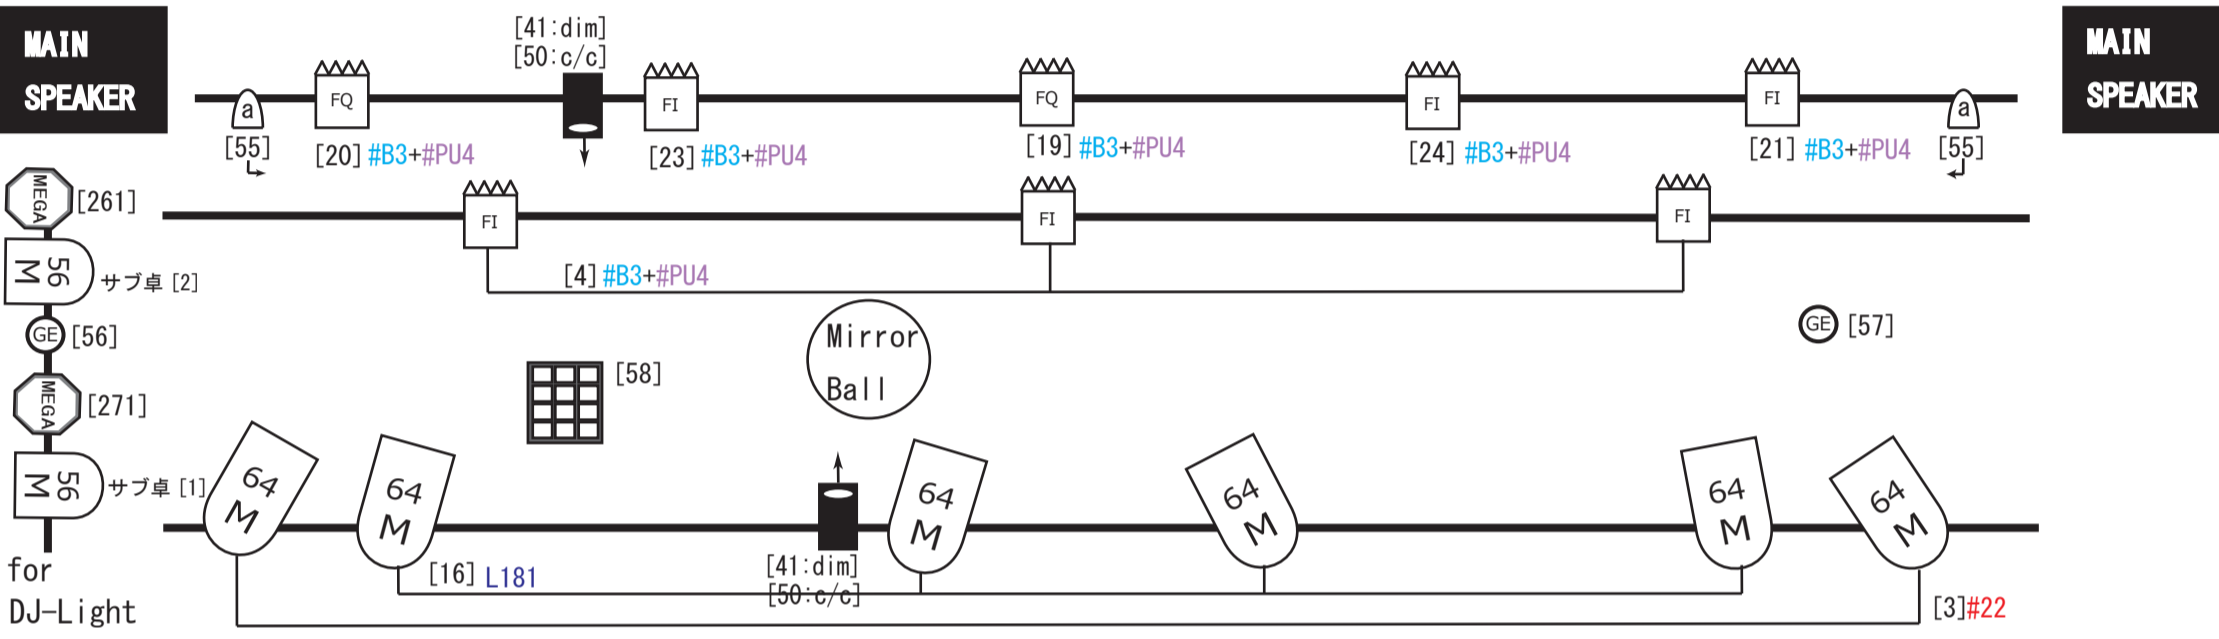 MAIN
SPEAKER
[41:dim]
[50:c/c]
MAIN
SPEAKER
a
FQ
FI
FQ
FI
FI
a
[55]
[20] #B3+#PU4
[23] #B3+#PU4
[19] #B3+#PU4
[24] #B3+#PU4
[21] #B3+#PU4
[55]
MEGA
[261]
FI
FI
FI
56
M
サブ卓 [2]
[4] #B3+#PU4
GE [56]
Mirror
Ball
GE [57]
[58]
MEGA
[271]
56
M
サブ卓 [1]
64
M
64
M
64
M
64
M
64
M
64
M
[16] L181
[41:dim]
[50:c/c]
[3]#22
for
DJ-Light